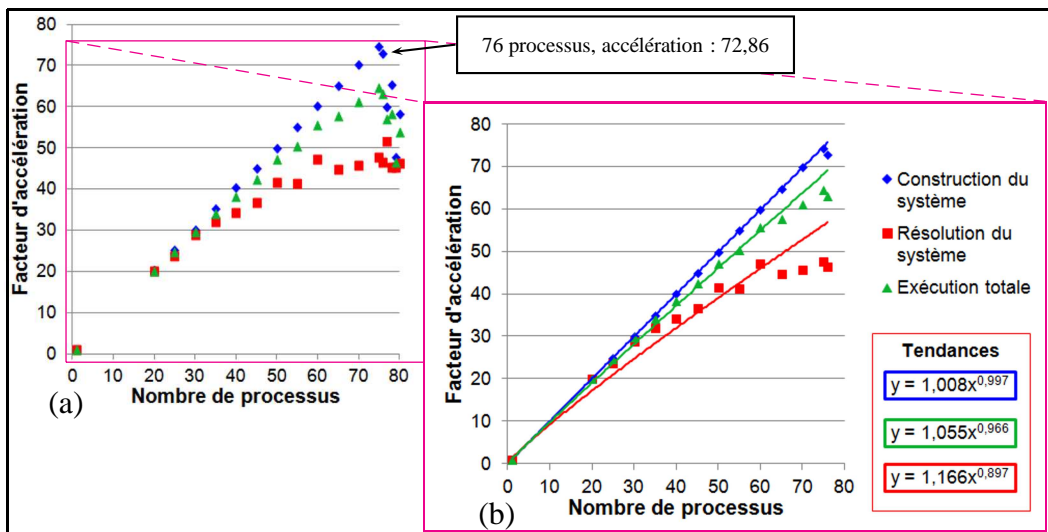 76 processus, accélération : 72,86
80
70
60
50
40
30
20
10
0
Facteur d'accélération
0 10 20 30 40 50 60 70 80
Nombre de processus
(a)
80
70
60
50
40
30
20
10
0
Facteur d'accélération
0 10 20 30 40 50 60 70 80
Nombre de processus
(b)
Construction du
système
Résolution du
système
Exécution totale
Tendances
y = 1,008x^0,997
y = 1,055x^0,966
y = 1,166x^0,897